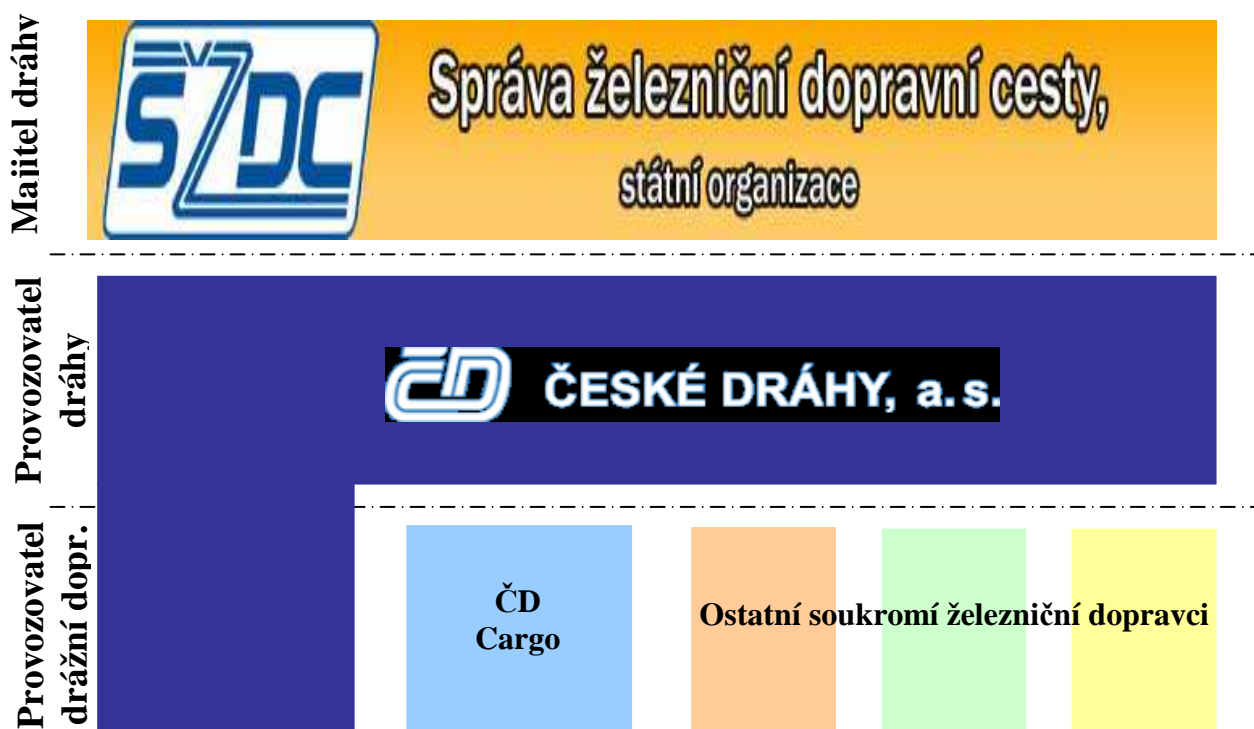 Majitel dráhy
SŽDC
Správa železniční dopravní cesty,
státní organizace
Provozovatel
dráhy
ČD ČESKÉ DRÁHY, a.s.
Provozovatel
drážní dopr.
ČD
Cargo
Ostatní soukromí železniční dopravci